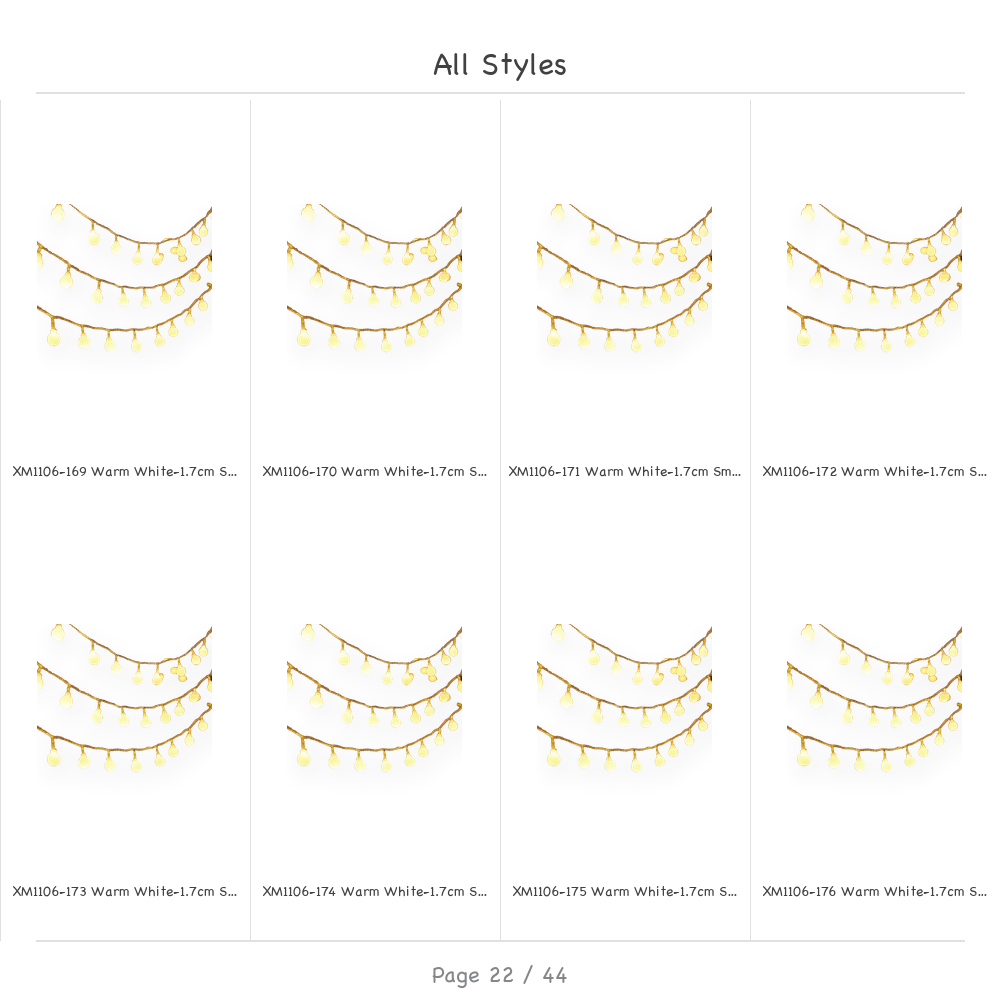 All Styles
XM1106-169 Warm White-1.7cm S...
XM1106-170 Warm White-1.7cm S...
XM1106-171 Warm White-1.7cm Sm...
XM1106-172 Warm White-1.7cm S...
XM1106-173 Warm White-1.7cm S...
XM1106-174 Warm White-1.7cm S...
XM1106-175 Warm White-1.7cm S...
XM1106-176 Warm White-1.7cm S...
Page 22 / 44